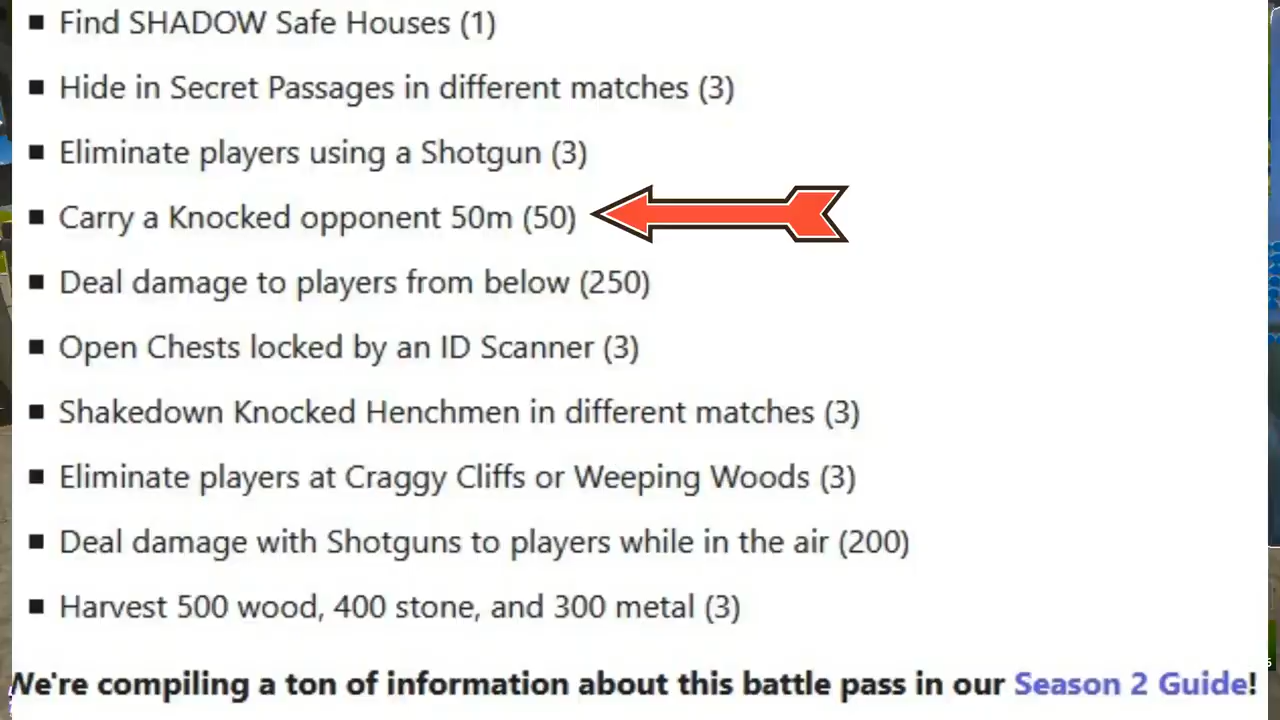 Find SHADOW Safe Houses (1)
Hide in Secret Passages in different matches (3)
Eliminate players using a Shotgun (3)
Carry a Knocked opponent 50m (50)
Deal damage to players from below (250)
Open Chests locked by an ID Scanner (3)
Shakedown Knocked Henchmen in different matches (3)
Eliminate players at Craggy Cliffs or Weeping Woods (3)
Deal damage with Shotguns to players while in the air (200)
Harvest 500 wood, 400 stone, and 300 metal (3)
We're compiling a ton of information about this battle pass in our Season 2 Guide!